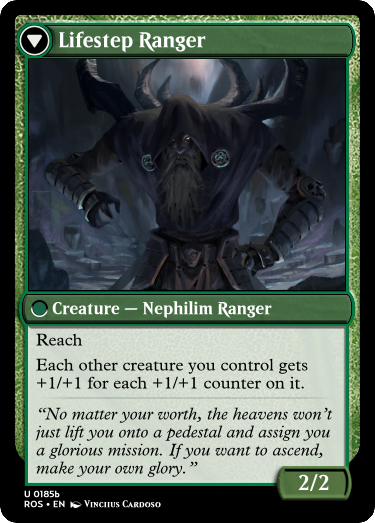 Lifestep Ranger
Creature — Nephilim Ranger
Reach
Each other creature you control gets
+1/+1 for each +1/+1 counter on it.
“No matter your worth, the heavens won’t
just lift you onto a pedestal and assign you
a glorious mission. If you want to ascend,
make your own glory.”
2/2
U 0185b
ROS • EN Vinchus Cardoso